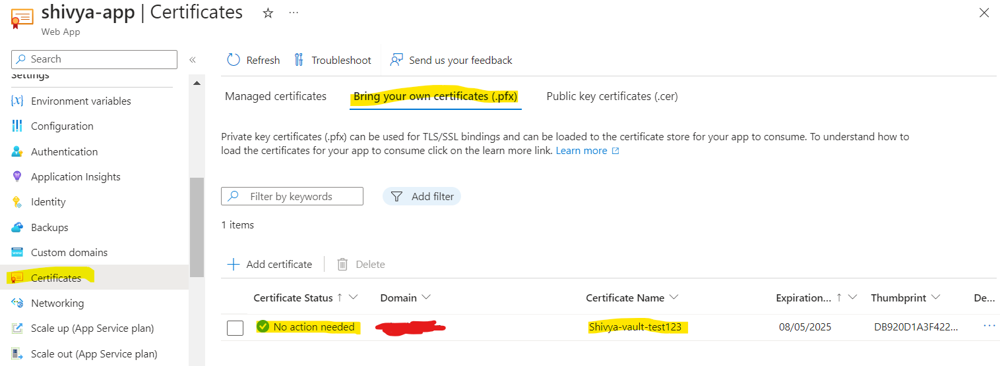 shivya-app | Certificates
Web App
Search
Settings
Environment variables
Configuration
Authentication
Application Insights
Identity
Backups
Custom domains
Certificates
Networking
Scale up (App Service plan)
Scale out (App Service plan)
Refresh
Troubleshoot
Send us your feedback
Managed certificates
Bring your own certificates (.pfx)
Public key certificates (.cer)
Private key certificates (.pfx) can be used for TLS/SSL bindings and can be loaded to the certificate store for your app to consume. To understand how to
load the certificates for your app to consume click on the learn more link. Learn more
Filter by keywords
Add filter
1 items
Add certificate
Delete
Certificate Status Domain Certificate Name Expiration... Thumbprint De...
No action needed Shivya-vault-test123 08/05/2025 DB920D1A3F422...